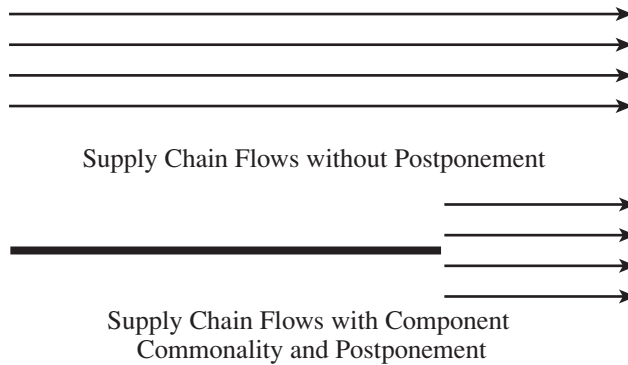 Supply Chain Flows without Postponement
Supply Chain Flows with Component
Commonality and Postponement